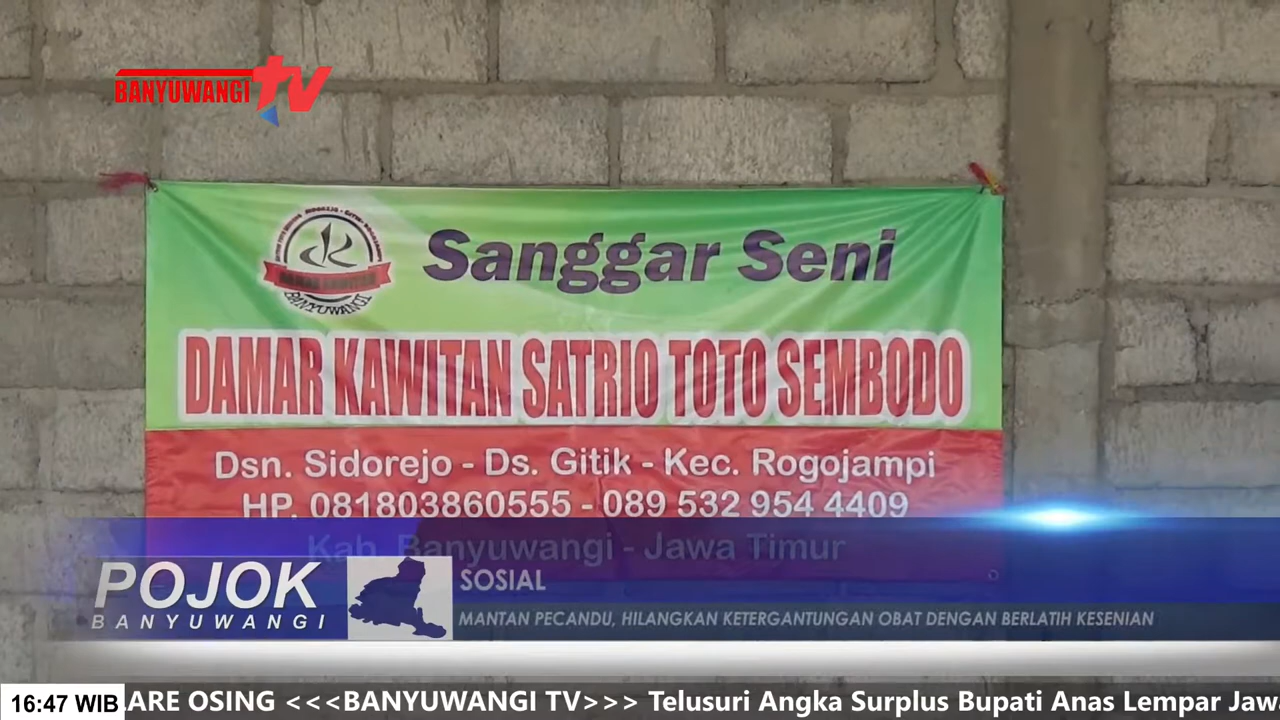 BANYUWANGI TV
Sanggar Seni
BANYUWANGI
DAMAR KAWITAN SATRIO TOTO SEMBODO
Dsn. Sidorejo - Ds. Gitik - Kec. Rogojampi
HP. 081803860555 - 089 532 954 4409
Kab. Banyuwangi - Jawa Timur
POJOK
BANYUWANGI
SOSIAL
MANTAN PECANDU, HILANGKAN KETERGANTUNGAN OBAT DENGAN BERLATIH KESENIAN
16:47 WIB ARE OSING <<<BANYUWANGI TV>>> Telusuri Angka Surplus Bupati Anas Lempar Jaw